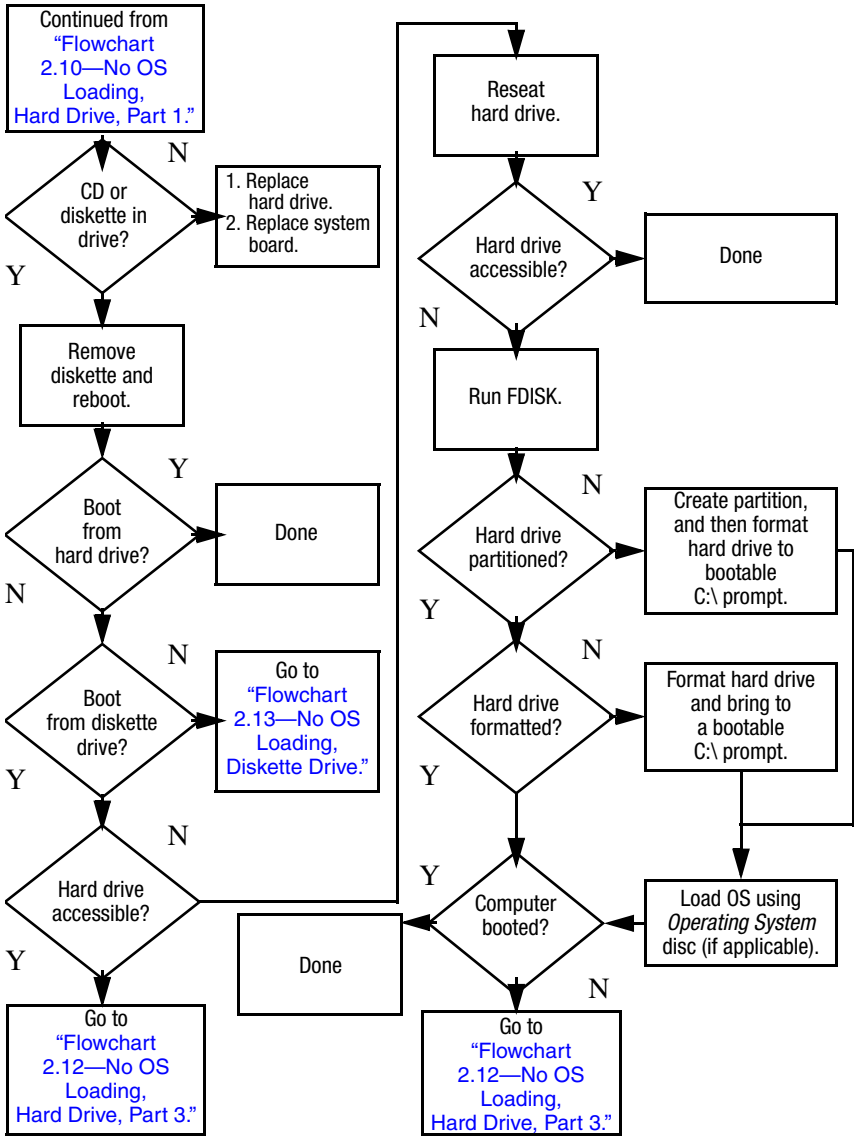 Continued from
“Flowchart
2.10—No OS
Loading,
Hard Drive, Part 1.”
N
CD or
diskette in
drive?
1. Replace
hard drive.
2. Replace system
board.
Y
Remove
diskette and
reboot.
Y
Boot
from
hard drive?
Done
N
N
Boot
from diskette
drive?
Go to
“Flowchart
2.13—No OS
Loading,
Diskette Drive.”
Y
N
Hard drive
accessible?
Y
Go to
“Flowchart
2.12—No OS
Loading,
Hard Drive, Part 3.”
Reseat
hard drive.
Y
Hard drive
accessible?
Done
N
Run FDISK.
N
Hard drive
partitioned?
Create partition,
and then format
hard drive to
bootable
C:\ prompt.
Y
N
Hard drive
formatted?
Format hard drive
and bring to
a bootable
C:\ prompt.
Y
Y
Computer
booted?
Load OS using
Operating System
disc (if applicable).
Done
N
Go to
“Flowchart
2.12—No OS
Loading,
Hard Drive, Part 3.”